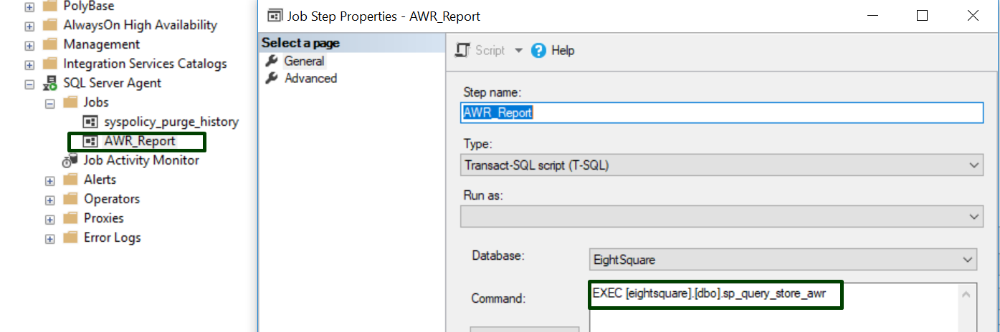 PolyBase
AlwaysOn High Availability
Management
Integration Services Catalogs
SQL Server Agent
Jobs
syspolicy_purge_history
AWR_Report
Job Activity Monitor
Alerts
Operators
Proxies
Error Logs
Job Step Properties - AWR_Report
Select a page
General
Advanced
Script
Help
Step name:
AWR_Report
Type:
Transact-SQL script (T-SQL)
Run as:
Database:
EightSquare
Command:
EXEC [eightsquare].[dbo].sp_query_store_awr